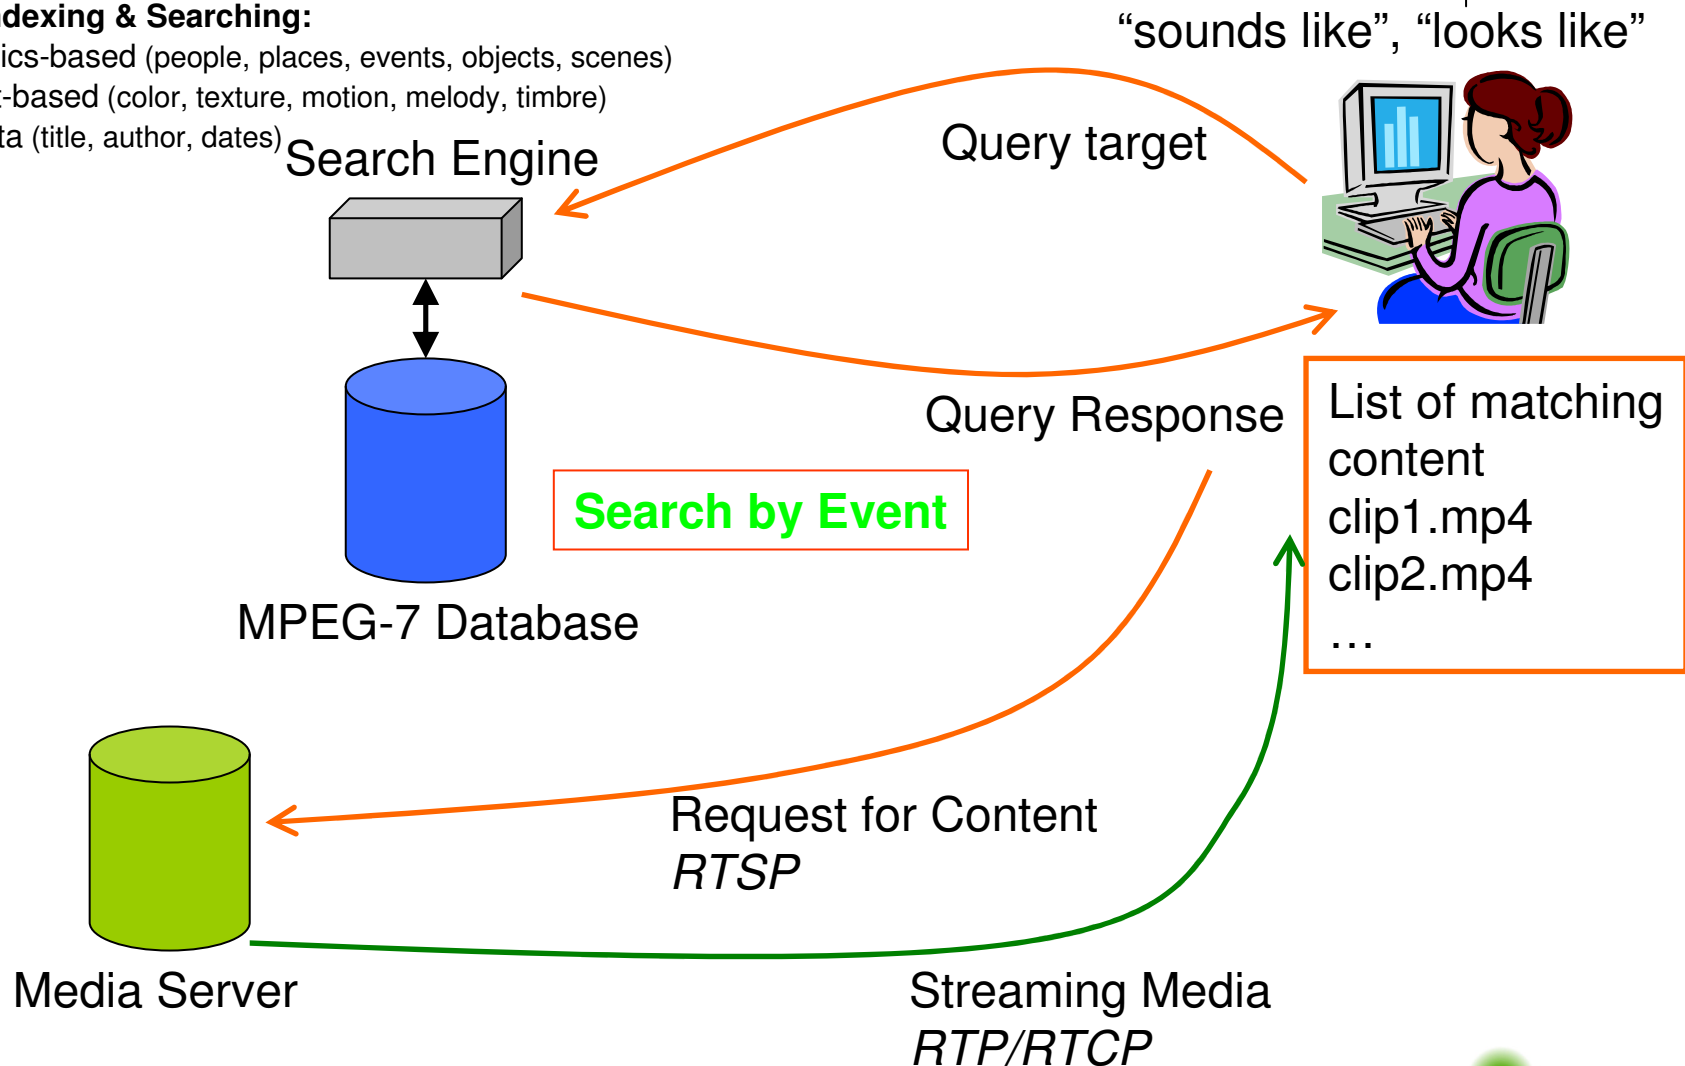 ndexing & Searching:
ics-based (people, places, events, objects, scenes)
t-based (color, texture, motion, melody, timbre)
ta (title, author, dates)
"sounds like", "looks like"
Search Engine
Query target
Query Response
List of matching
content
clip1.mp4
clip2.mp4
…
Search by Event
MPEG-7 Database
Request for Content
RTSP
Media Server
Streaming Media
RTP/RTCP